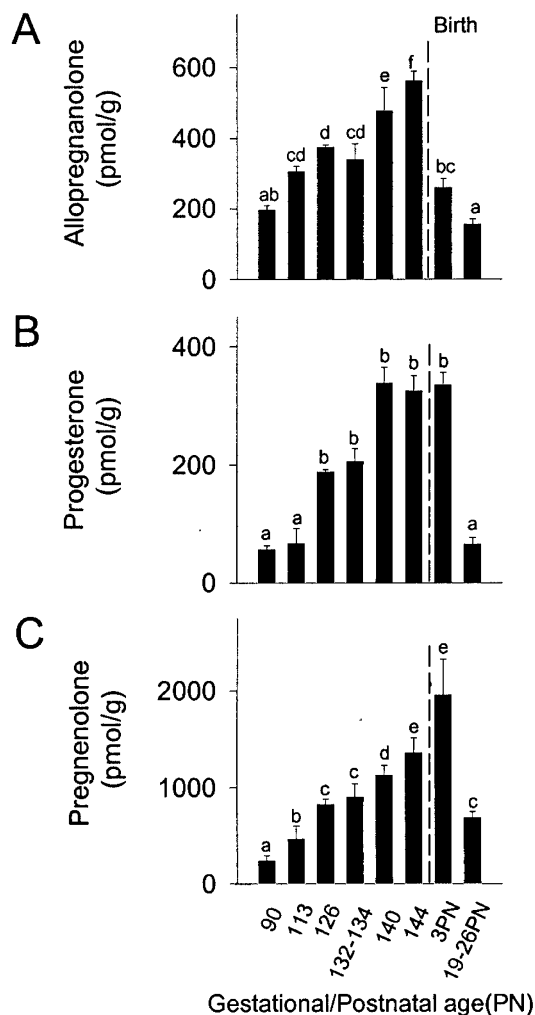 A
Birth
Allopregnanolone
(pmol/g)
600
400
200
0
ab
cd
d
cd
e
f
bc
a
B
Progesterone
(pmol/g)
400
200
0
a
a
b
b
b
b
b
a
C
Pregnenolone
(pmol/g)
2000
1000
0
a
b
c
c
d
e
e
c
90
113
126
132-134
140
144
3PN
19-26PN
Gestational/Postnatal age(PN)